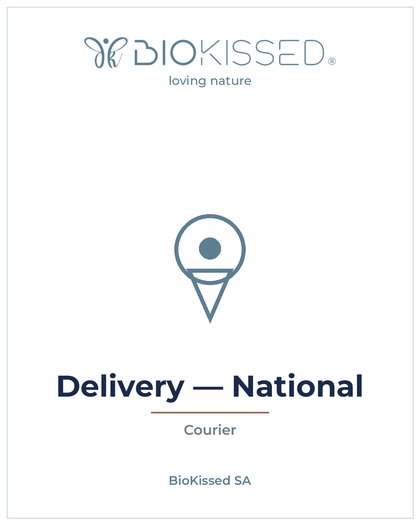 BIOKISSED®
loving nature
Delivery — National
Courier
BioKissed SA